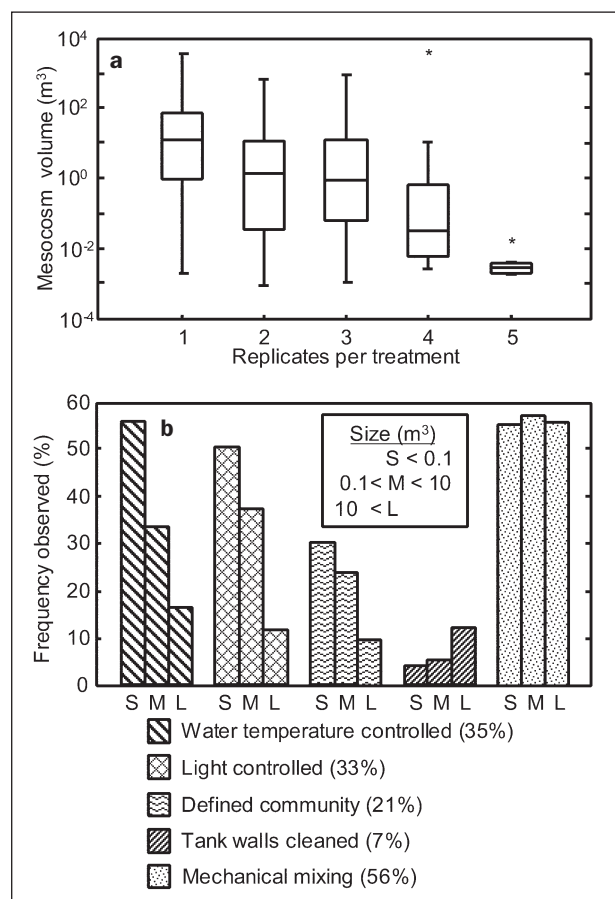 a
10⁴
10²
10⁰
10⁻²
10⁻⁴
Mesocosm volume (m³)
*
*
1 2 3 4 5
Replicates per treatment
b
60
50
40
30
20
10
0
Frequency observed (%)
Size (m³)
S < 0.1
0.1< M < 10
10 < L
S M L S M L S M L S M L S M L
Water temperature controlled (35%)
Light controlled (33%)
Defined community (21%)
Tank walls cleaned (7%)
Mechanical mixing (56%)